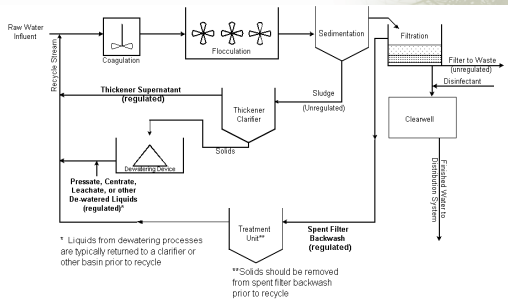 Raw Water
Influent
Recycle Stream
Coagulation
Flocculation
Sedimentation
Filtration
Filter to Waste
(unregulated)
Disinfectant
Sludge
(Unregulated)
Thickener Supernatant
(regulated)
Thickener
Clarifier
Clearwell
Solids
Dewatering Device
Pressate, Centrate,
Leachate, or other
De-watered Liquids
(regulated)*
Finished Water to
Distribution System
Treatment
Unit**
Spent Filter
Backwash
(regulated)
* Liquids from dewatering processes
are typically returned to a clarifier or
other basin prior to recycle
**Solids should be removed
from spent filter backwash
prior to recycle